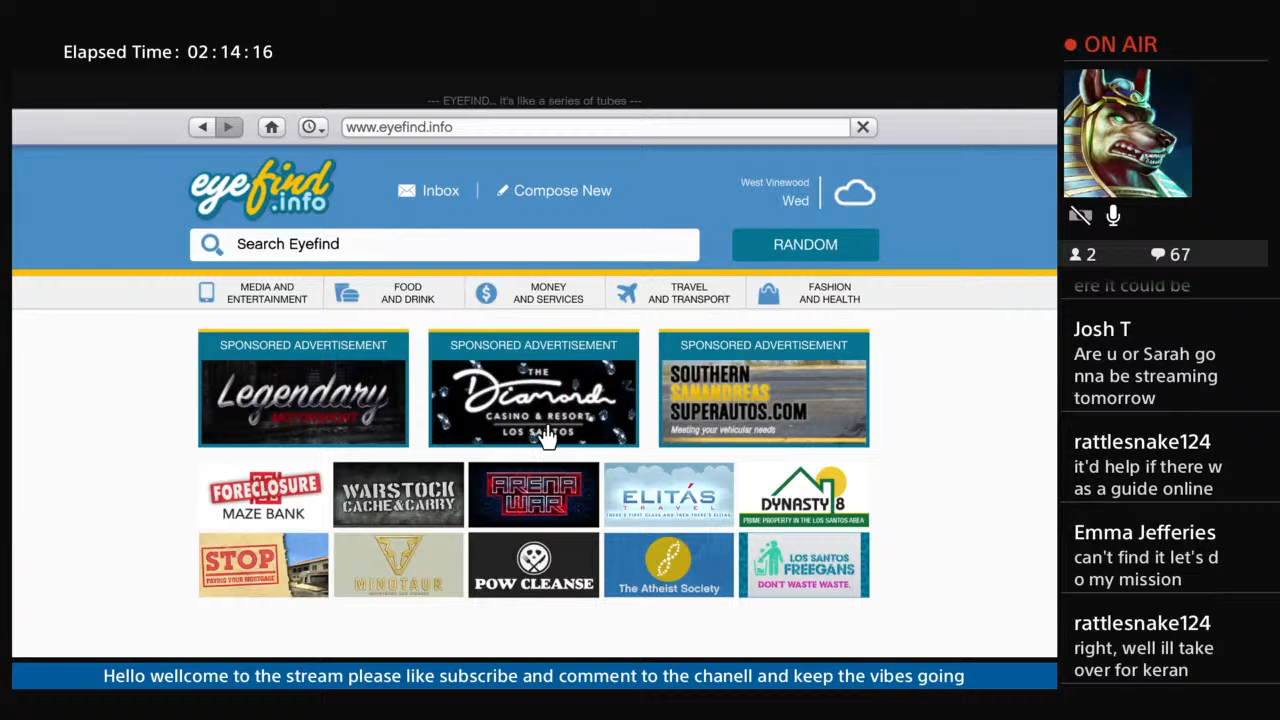 Elapsed Time: 02:14:16
ON AIR
--- EYEFIND... It's like a series of tubes ---
www.eyefind.info
eyefind
.info
Inbox
Compose New
West Vinewood
Wed
Search Eyefind
RANDOM
MEDIA AND
ENTERTAINMENT
FOOD
AND DRINK
MONEY
AND SERVICES
TRAVEL
AND TRANSPORT
FASHION
AND HEALTH
SPONSORED ADVERTISEMENT
Legendary
MOTORSPORT
SPONSORED ADVERTISEMENT
THE
Diamond
CASINO & RESORT
LOS SANTOS
SPONSORED ADVERTISEMENT
SOUTHERN
SANANDREAS
SUPERAUTOS.COM
Meeting your vehicular needs
FORECLOSURE
MAZE BANK
WARSTOCK
CACHE&CARRY
ARENA
WAR
ELITÁS
TRAVEL
THERE'S FIRST CLASS AND THEN THERE'S ELITAS.
DYNASTY 8
PRIME PROPERTY IN THE LOS SANTOS AREA
STOP
PAYING YOUR MORTGAGE
MINOTAUR
POW CLEANSE
The Atheist Society
LOS SANTOS
FREEGANS
DON'T WASTE WASTE.
Hello wellcome to the stream please like subscribe and comment to the chanell and keep the vibes going
2
67
ere it could be
Josh T
Are u or Sarah go
nna be streaming
tomorrow
rattlesnake124
it'd help if there w
as a guide online
Emma Jefferies
can't find it let's d
o my mission
rattlesnake124
right, well ill take
over for keran